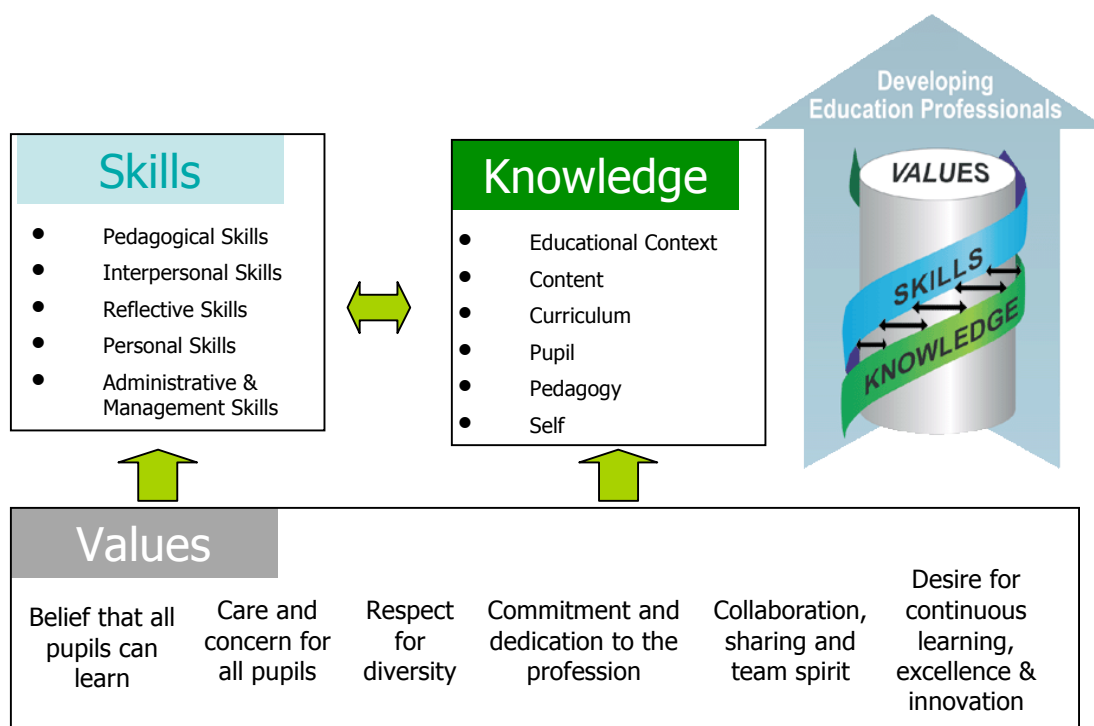 Developing
Education Professionals
VALUES
SKILLS
KNOWLEDGE
Skills
• Pedagogical Skills
• Interpersonal Skills
• Reflective Skills
• Personal Skills
• Administrative &
Management Skills
Knowledge
• Educational Context
• Content
• Curriculum
• Pupil
• Pedagogy
• Self
Values
Belief that all
pupils can
learn
Care and
concern for
all pupils
Respect
for
diversity
Commitment and
dedication to the
profession
Collaboration,
sharing and
team spirit
Desire for
continuous
learning,
excellence &
innovation